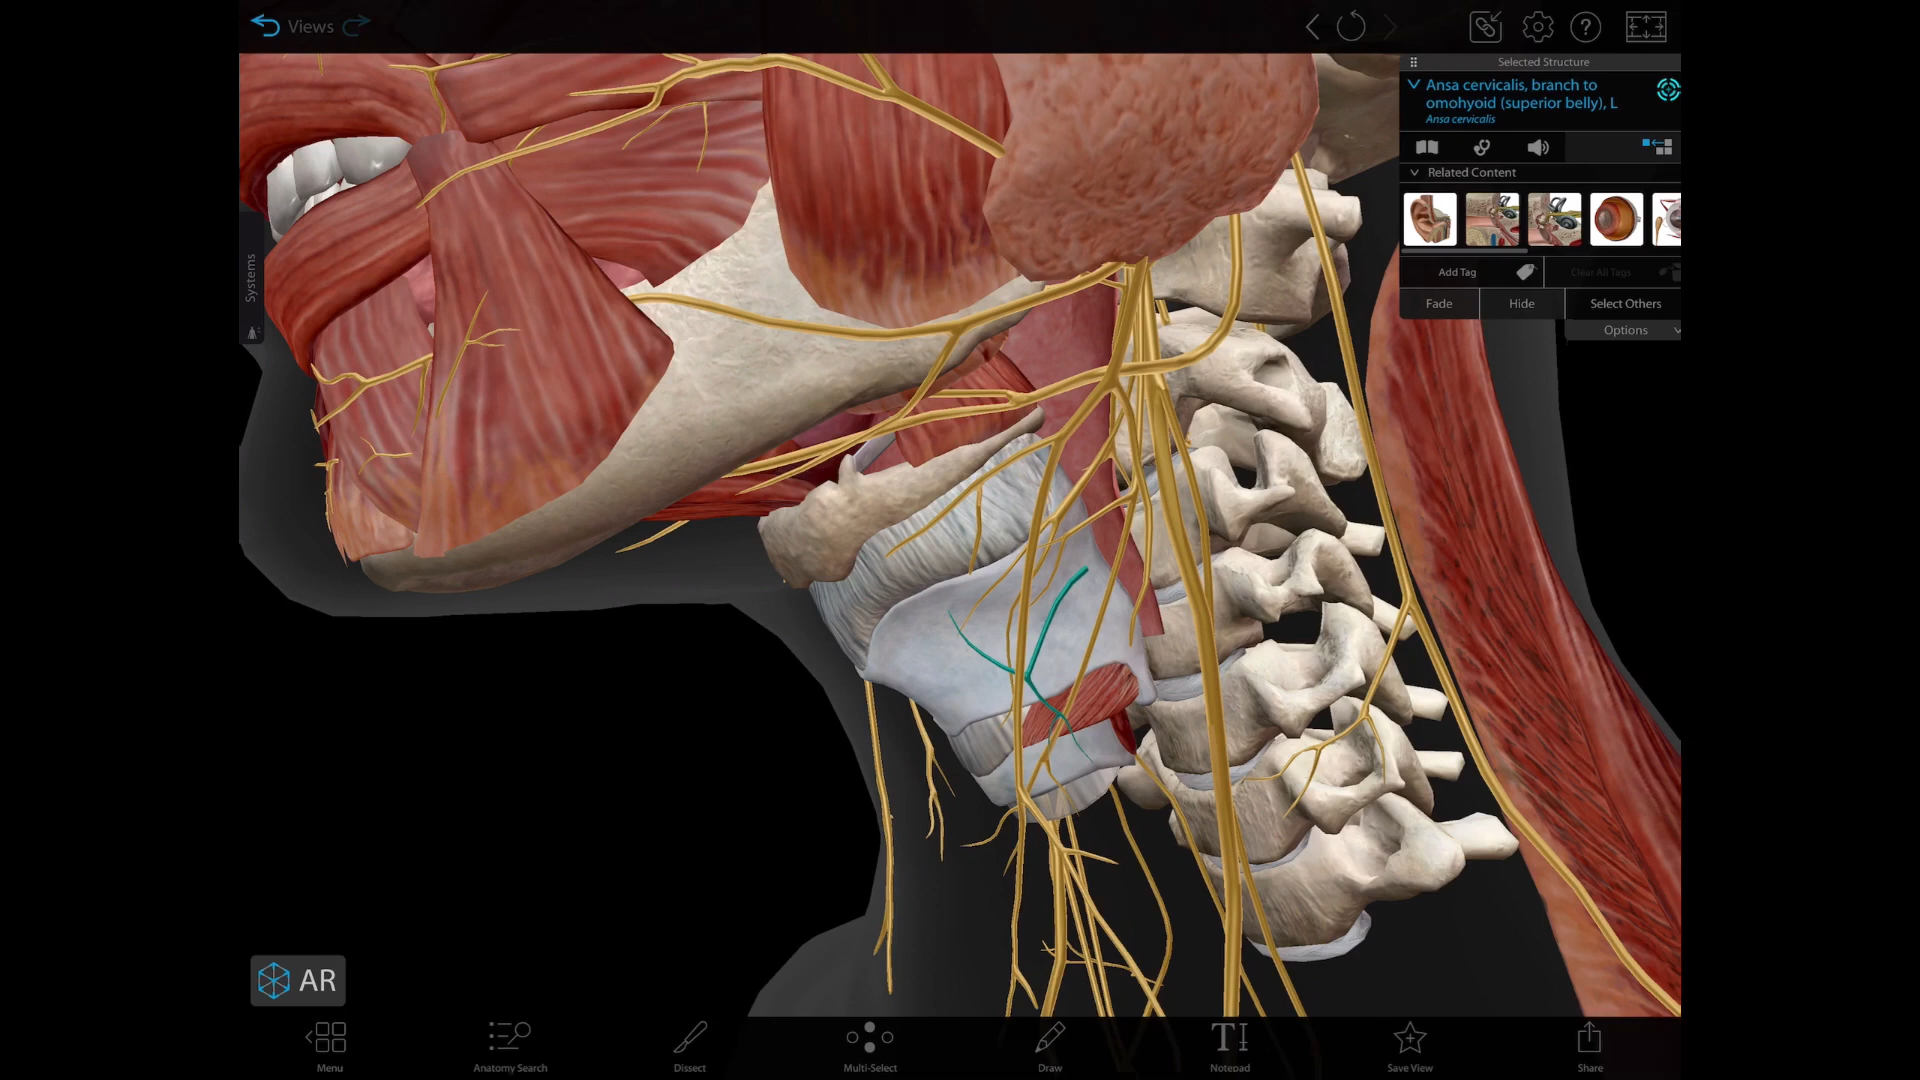 Views
Selected Structure
Ansa cervicalis, branch to
omohyoid (superior belly), L
Ansa cervicalis
Related Content
Add Tag
Clear All Tags
Fade
Hide
Select Others
Options
Systems
AR
Menu
Anatomy Search
Dissect
Multi-Select
Draw
Notepad
Save View
Share